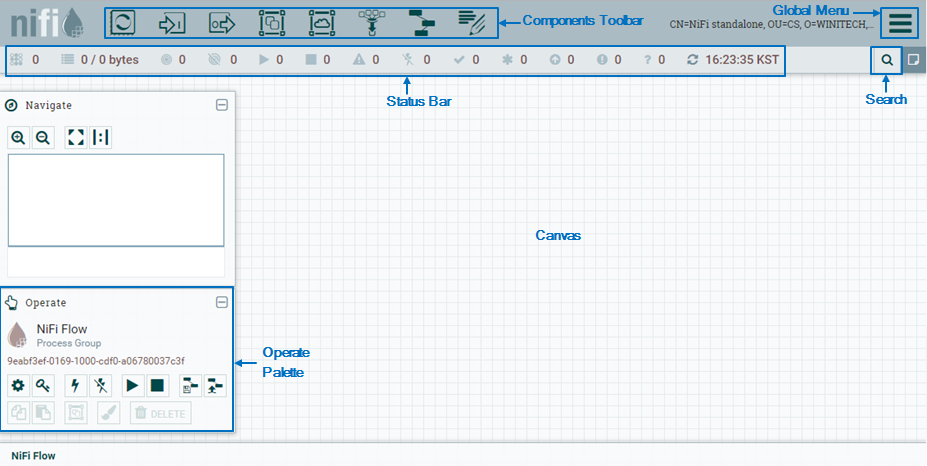 nifi
Components Toolbar
Global Menu
CN=NiFi standalone, OU=CS, O=WINITECH,...
0 0 / 0 bytes 0 0 0 0 0 0 0 0 0 0 ? 0 16:23:35 KST
Status Bar
Search
Navigate
|:|
Canvas
Operate
NiFi Flow
Process Group
9eabf3ef-0169-1000-cdf0-a06780037c3f
Operate
Palette
DELETE
NiFi Flow